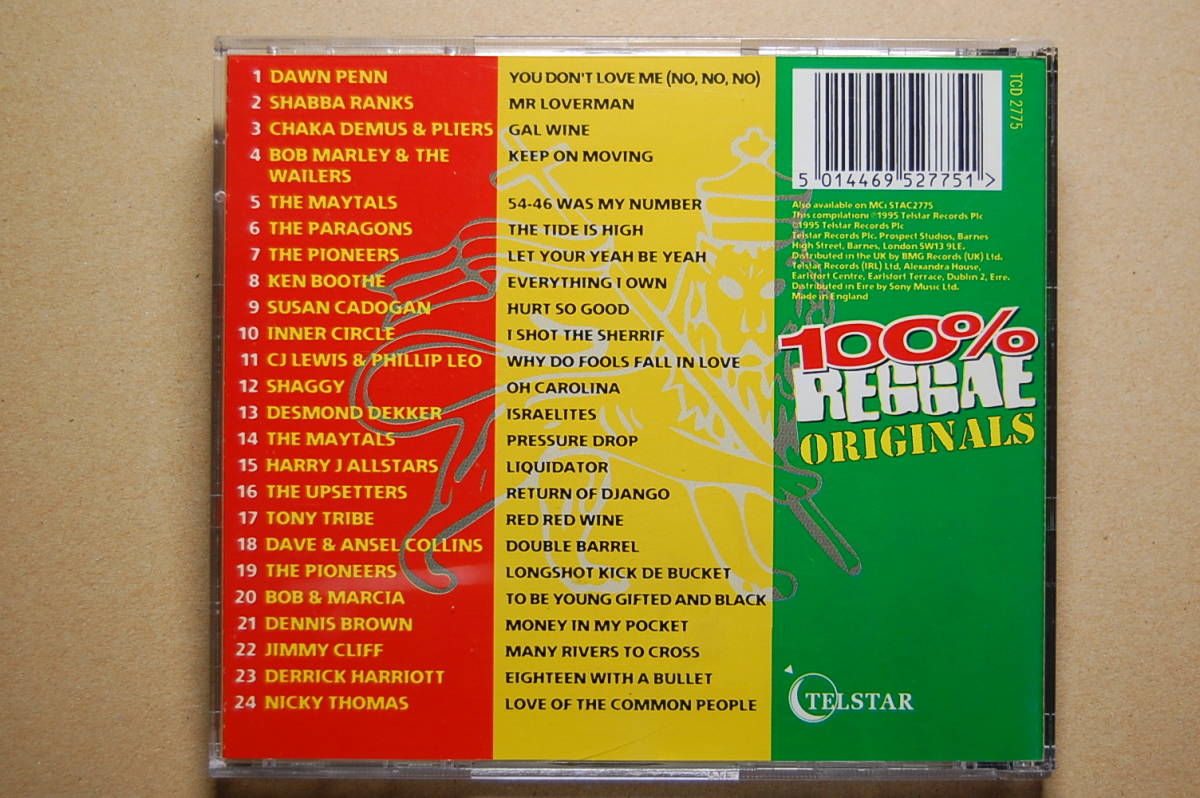 1 DAWN PENN YOU DON'T LOVE ME (NO, NO, NO)
2 SHABBA RANKS MR LOVERMAN
3 CHAKA DEMUS & PLIERS GAL WINE
4 BOB MARLEY & THE KEEP ON MOVING
WAILERS
5 THE MAYTALS 54-46 WAS MY NUMBER
6 THE PARAGONS THE TIDE IS HIGH
7 THE PIONEERS LET YOUR YEAH BE YEAH
8 KEN BOOTHE EVERYTHING I OWN
9 SUSAN CADOGAN HURT SO GOOD
10 INNER CIRCLE I SHOT THE SHERRIF
11 CJ LEWIS & PHILLIP LEO WHY DO FOOLS FALL IN LOVE
12 SHAGGY OH CAROLINA
13 DESMOND DEKKER ISRAELITES
14 THE MAYTALS PRESSURE DROP
15 HARRY J ALLSTARS LIQUIDATOR
16 THE UPSETTERS RETURN OF DJANGO
17 TONY TRIBE RED RED WINE
18 DAVE & ANSEL COLLINS DOUBLE BARREL
19 THE PIONEERS LONGSHOT KICK DE BUCKET
20 BOB & MARCIA TO BE YOUNG GIFTED AND BLACK
21 DENNIS BROWN MONEY IN MY POCKET
22 JIMMY CLIFF MANY RIVERS TO CROSS
23 DERRICK HARRIOTT EIGHTEEN WITH A BULLET
24 NICKY THOMAS LOVE OF THE COMMON PEOPLE
5 014469 527751 >
TCD 2775
Also available on MC: STAC2775
This compilation ℗1995 Telstar Records Plc
©1995 Telstar Records Plc
Telstar Records Plc. Prospect Studios, Barnes
High Street, Barnes, London SW13 9LE.
Distributed in the UK by BMG Records (UK) Ltd.
Telstar Records (IRL) Ltd, Alexandra House,
Earlsfort Centre, Earlsfort Terrace, Dublin 2, Eire.
Distributed in Eire by Sony Music Ltd.
Made in England
100%
REGGAE
ORIGINALS
TELSTAR